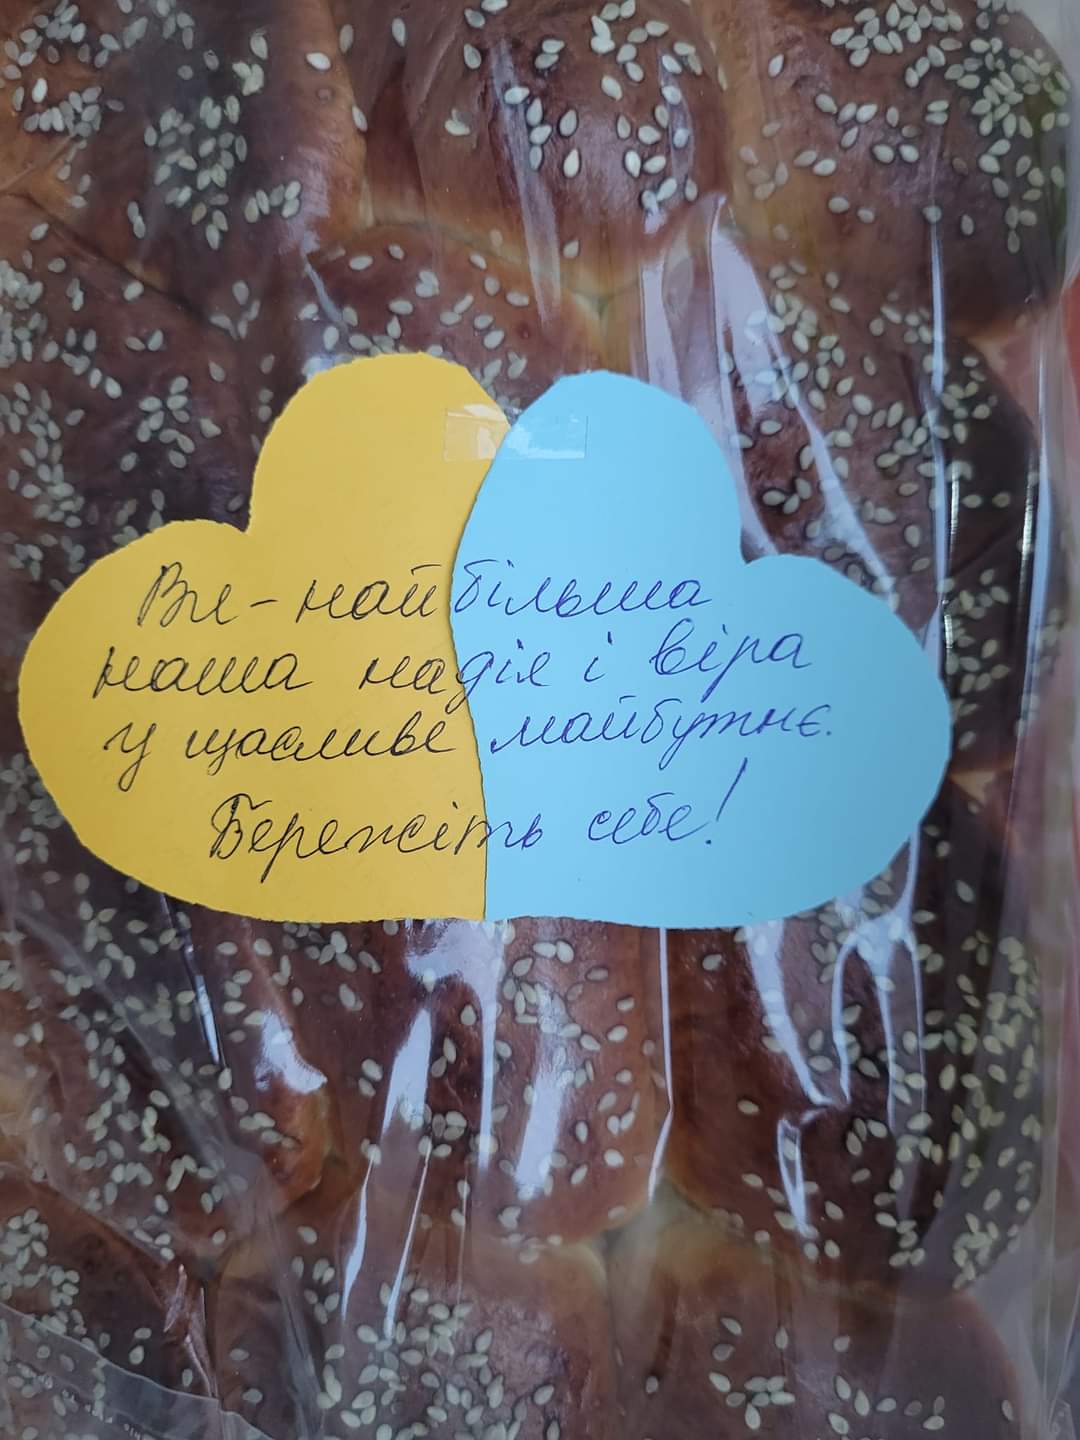 Ви - найбільша
наша надія і віра
у щасливе майбутнє.
Бережіть себе!